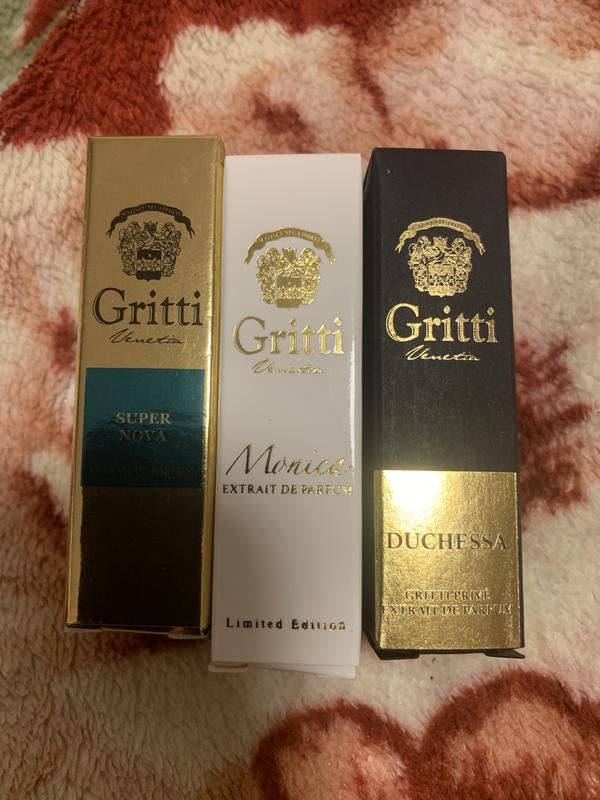 Gritti
Venetia
SUPER
NOVA
EXTRAIT DE PARFUM
Gritti
Venetia
Monica
EXTRAIT DE PARFUM
Limited Edition
Gritti
Venetia
DUCHESSA
GRITTI PRIVÉ
EXTRAIT DE PARFUM